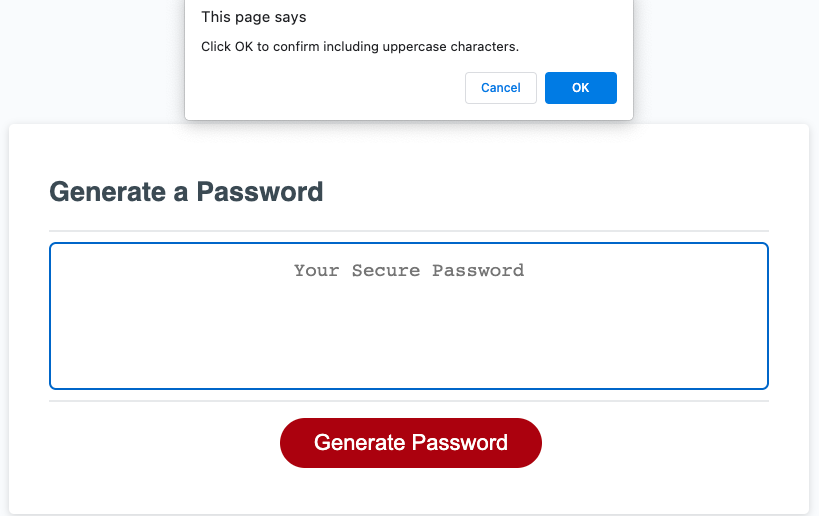 This page says
Click OK to confirm including uppercase characters.
Cancel OK
Generate a Password
Your Secure Password
Generate Password